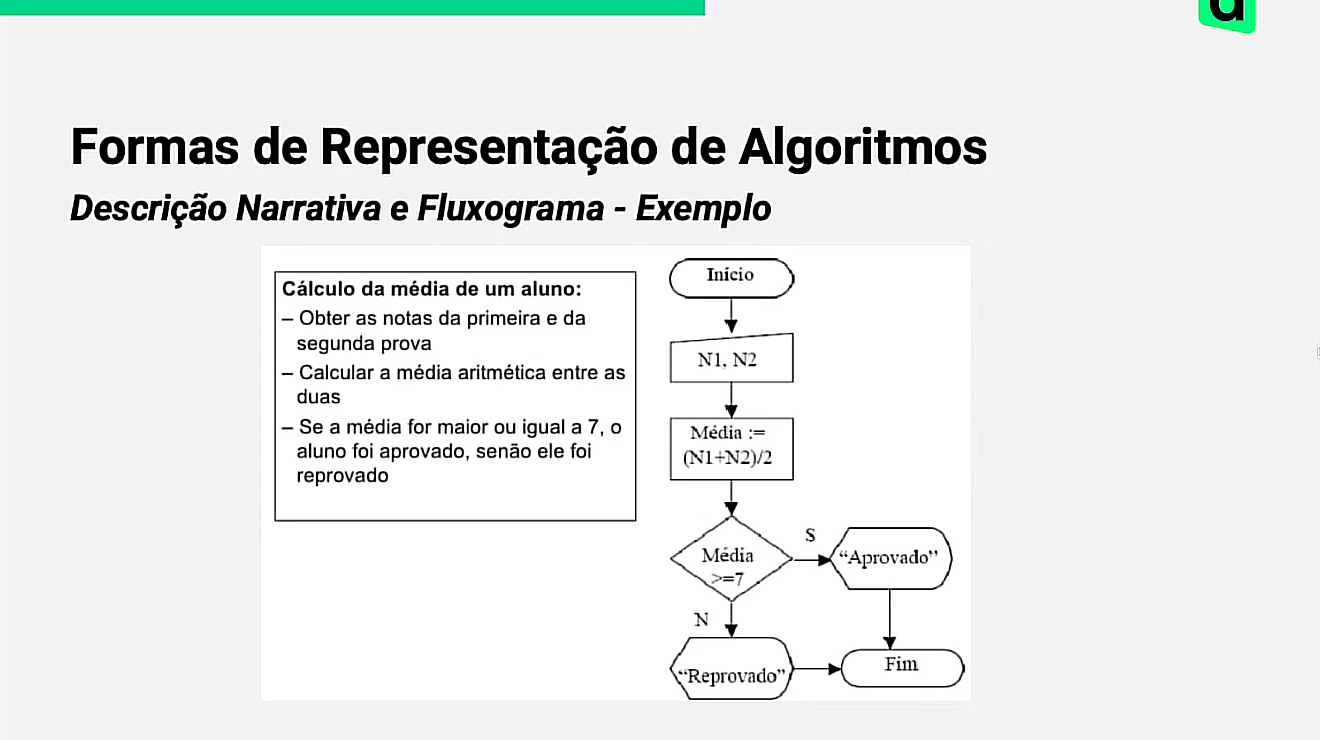 Formas de Representação de Algoritmos
Descrição Narrativa e Fluxograma - Exemplo
Cálculo da média de um aluno:
– Obter as notas da primeira e da
segunda prova
– Calcular a média aritmética entre as
duas
– Se a média for maior ou igual a 7, o
aluno foi aprovado, senão ele foi
reprovado
Início
N1, N2
Média :=
(N1+N2)/2
Média
>=7
S
“Aprovado”
N
“Reprovado”
Fim